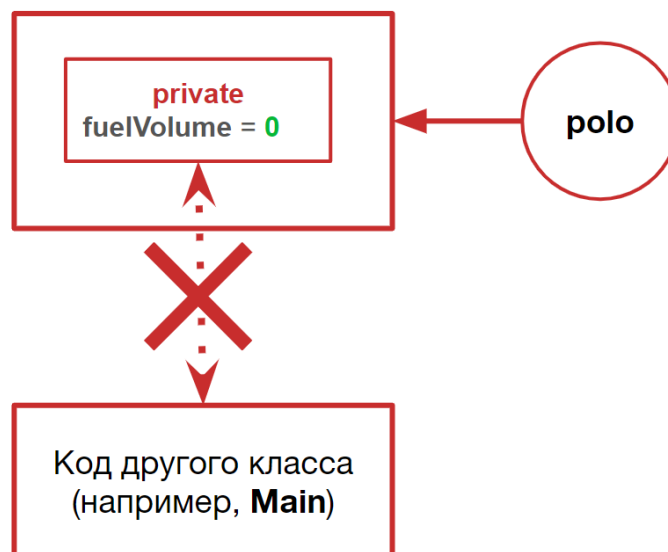 private
fuelVolume = 0
polo
Код другого класса
(например, Main)